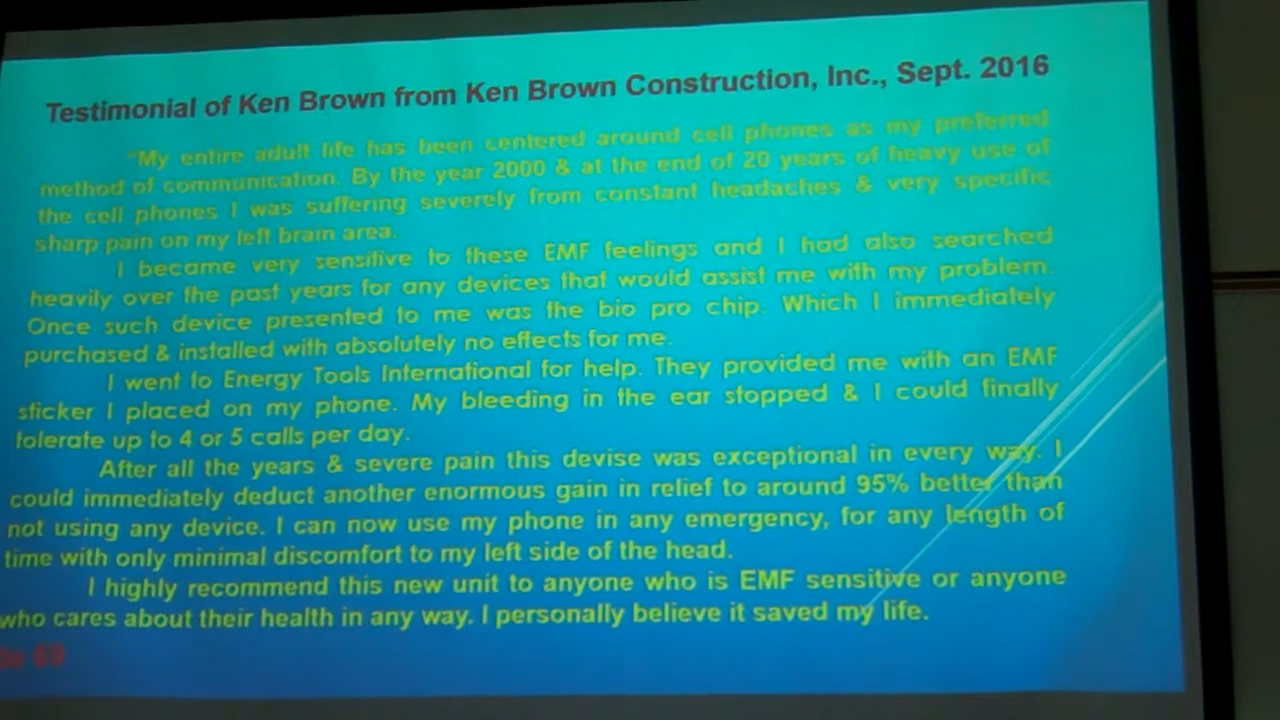 Testimonial of Ken Brown from Ken Brown Construction, Inc., Sept. 2016
"My entire adult life has been centered around cell phones as my preferred
method of communication. By the year 2000 & at the end of 20 years of heavy use of
the cell phones I was suffering severely from constant headaches & very specific
sharp pain on my left brain area.
I became very sensitive to these EMF feelings and I had also searched
heavily over the past years for any devices that would assist me with my problem.
Once such device presented to me was the bio pro chip. Which I immediately
purchased & installed with absolutely no effects for me.
I went to Energy Tools International for help. They provided me with an EMF
sticker I placed on my phone. My bleeding in the ear stopped & I could finally
tolerate up to 4 or 5 calls per day.
After all the years & severe pain this devise was exceptional in every way. I
could immediately deduct another enormous gain in relief to around 95% better than
not using any device. I can now use my phone in any emergency, for any length of
time with only minimal discomfort to my left side of the head.
I highly recommend this new unit to anyone who is EMF sensitive or anyone
who cares about their health in any way. I personally believe it saved my life.